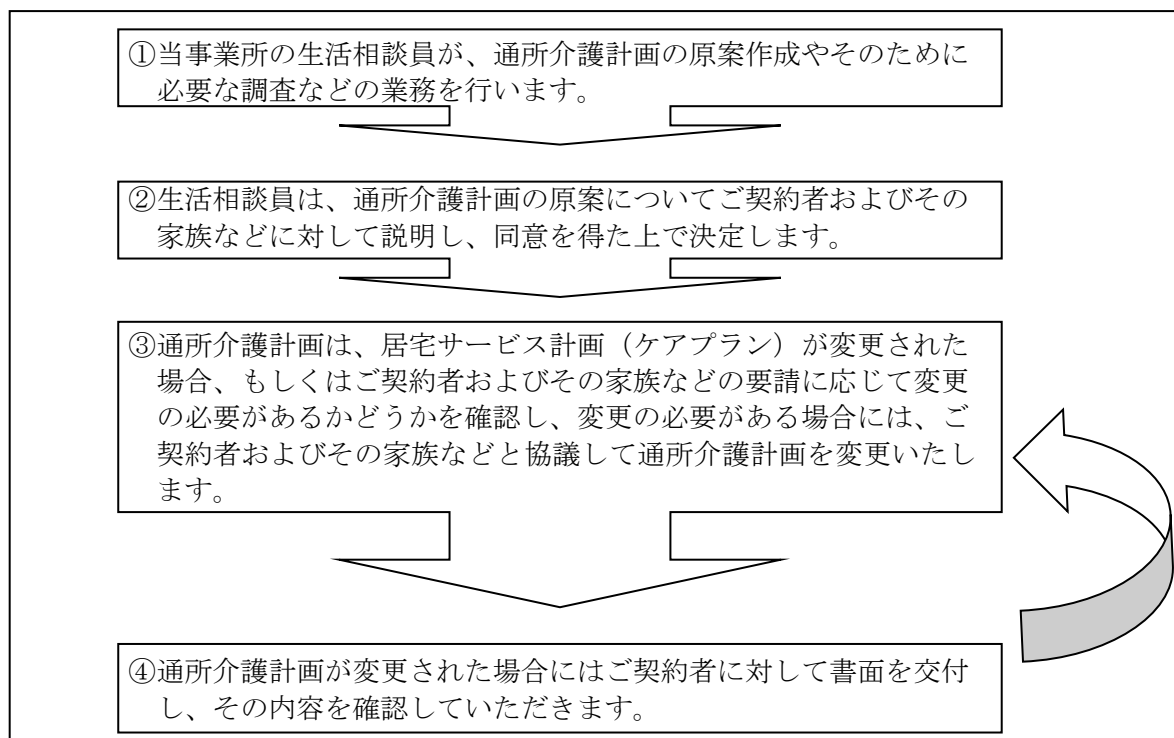 ①当事業所の生活相談員が、通所介護計画の原案作成やそのために
必要な調査などの業務を行います。
②生活相談員は、通所介護計画の原案についてご契約者およびその
家族などに対して説明し、同意を得た上で決定します。
③通所介護計画は、居宅サービス計画（ケアプラン）が変更された
場合、もしくはご契約者およびその家族などの要請に応じて変更
の必要があるかどうかを確認し、変更の必要がある場合には、ご
契約者およびその家族などと協議して通所介護計画を変更いたし
ます。
④通所介護計画が変更された場合にはご契約者に対して書面を交付
し、その内容を確認していただきます。